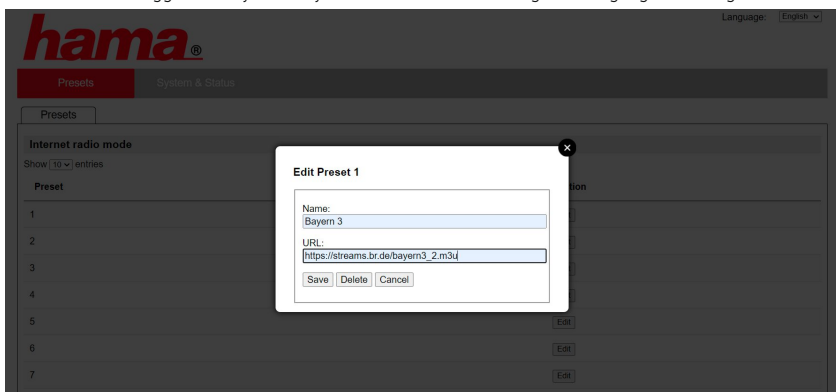 Language: English
hama®
Presets System & Status
Presets
Internet radio mode
Show 10 entries
Preset
Edit Preset 1
Name:
Bayern 3
URL:
https://streams.br.de/bayern3_2.m3u
Save Delete Cancel
1
2
3
4
5 Edit
6 Edit
7 Edit